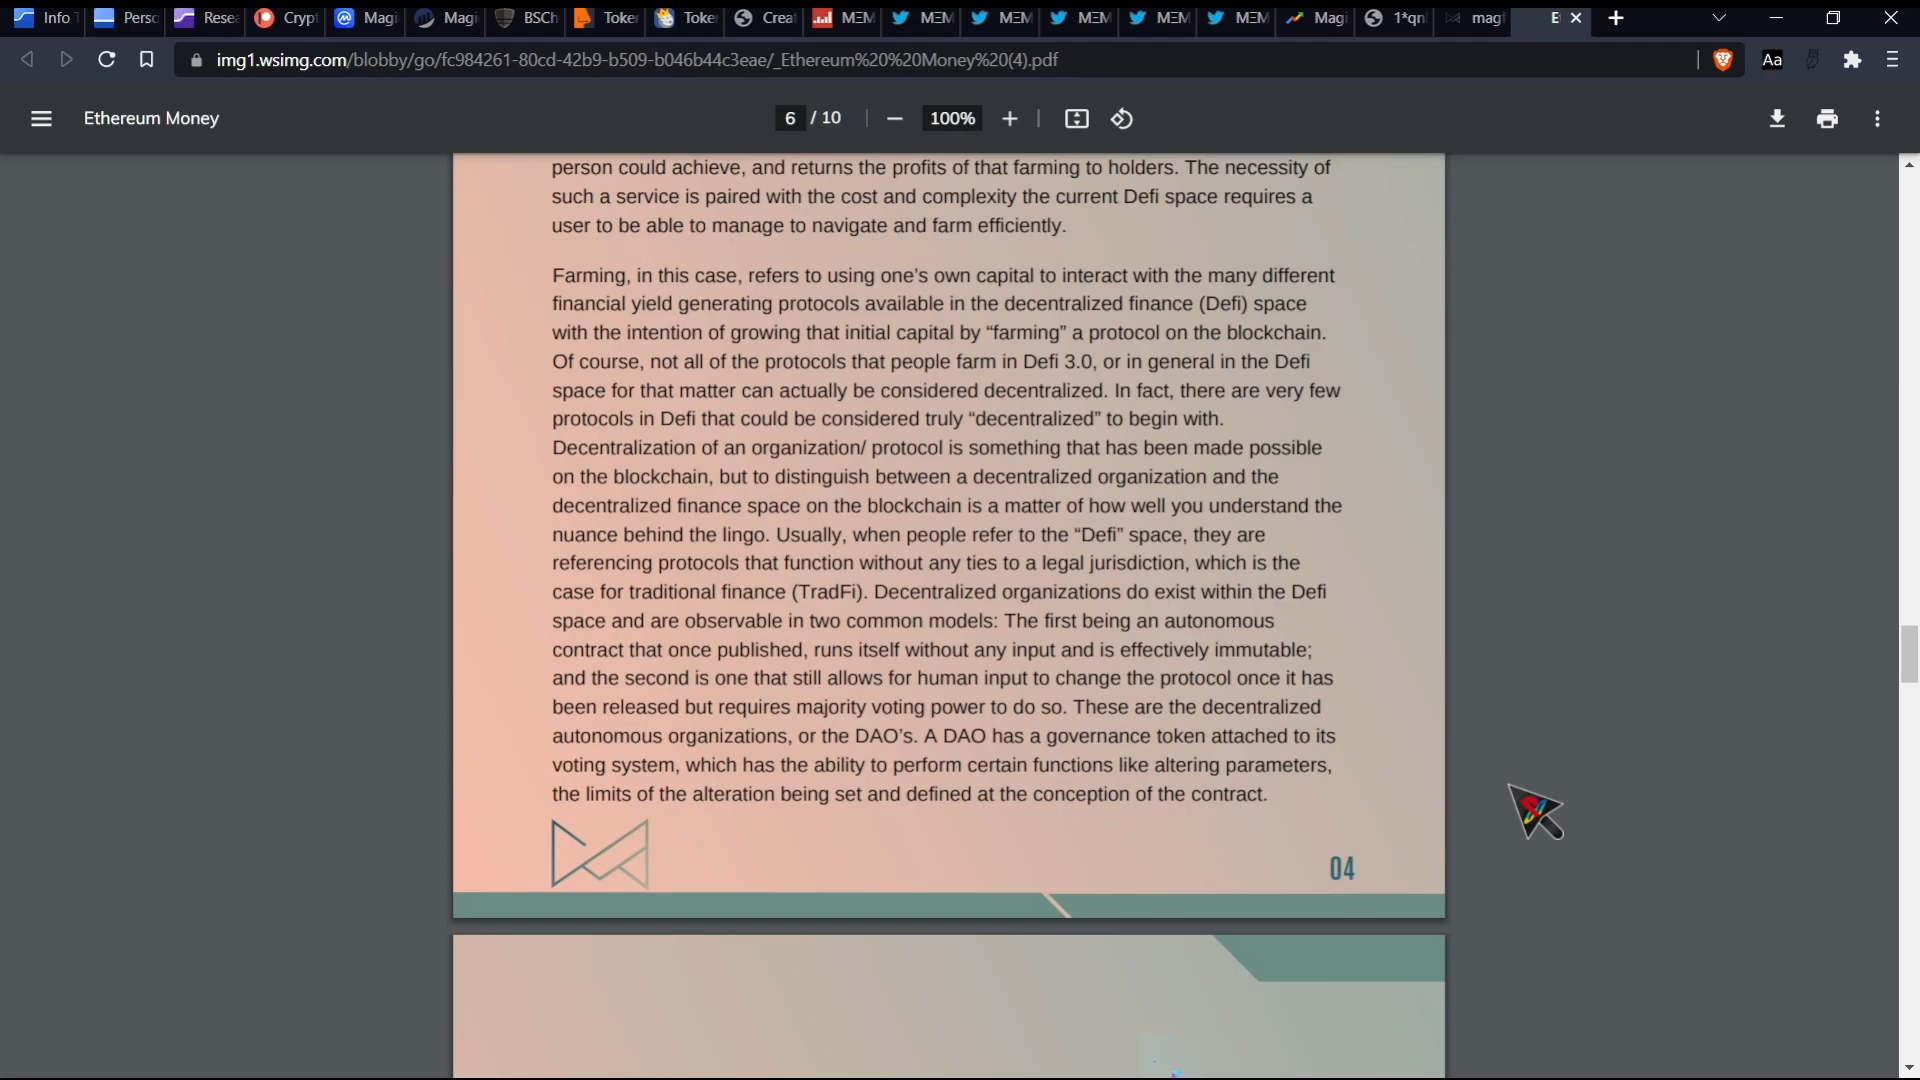 Info
Perso
Resea
Crypt
Magi
Magi
BSCh
Toker
Toker
Creat
MEM
MEM
MEM
MEM
MEM
MEM
Magi
1*qnl
magf
E
img1.wsimg.com/blobby/go/fc984261-80cd-42b9-b509-b046b44c3eae/_Ethereum%20%20Money%20(4).pdf
Aa
Ethereum Money
6 / 10
100%
person could achieve, and returns the profits of that farming to holders. The necessity of
such a service is paired with the cost and complexity the current Defi space requires a
user to be able to manage to navigate and farm efficiently.
Farming, in this case, refers to using one's own capital to interact with the many different
financial yield generating protocols available in the decentralized finance (Defi) space
with the intention of growing that initial capital by “farming” a protocol on the blockchain.
Of course, not all of the protocols that people farm in Defi 3.0, or in general in the Defi
space for that matter can actually be considered decentralized. In fact, there are very few
protocols in Defi that could be considered truly “decentralized” to begin with.
Decentralization of an organization/ protocol is something that has been made possible
on the blockchain, but to distinguish between a decentralized organization and the
decentralized finance space on the blockchain is a matter of how well you understand the
nuance behind the lingo. Usually, when people refer to the “Defi” space, they are
referencing protocols that function without any ties to a legal jurisdiction, which is the
case for traditional finance (TradFi). Decentralized organizations do exist within the Defi
space and are observable in two common models: The first being an autonomous
contract that once published, runs itself without any input and is effectively immutable;
and the second is one that still allows for human input to change the protocol once it has
been released but requires majority voting power to do so. These are the decentralized
autonomous organizations, or the DAO's. A DAO has a governance token attached to its
voting system, which has the ability to perform certain functions like altering parameters,
the limits of the alteration being set and defined at the conception of the contract.
04